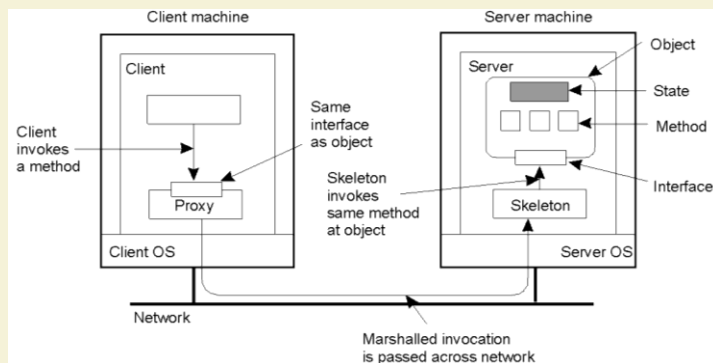 Client machine
Server machine
Object
Client
Server
State
Same
interface
as object
Client
invokes
a method
Method
Skeleton
invokes
same method
at object
Interface
Proxy
Skeleton
Client OS
Server OS
Network
Marshalled invocation
is passed across network